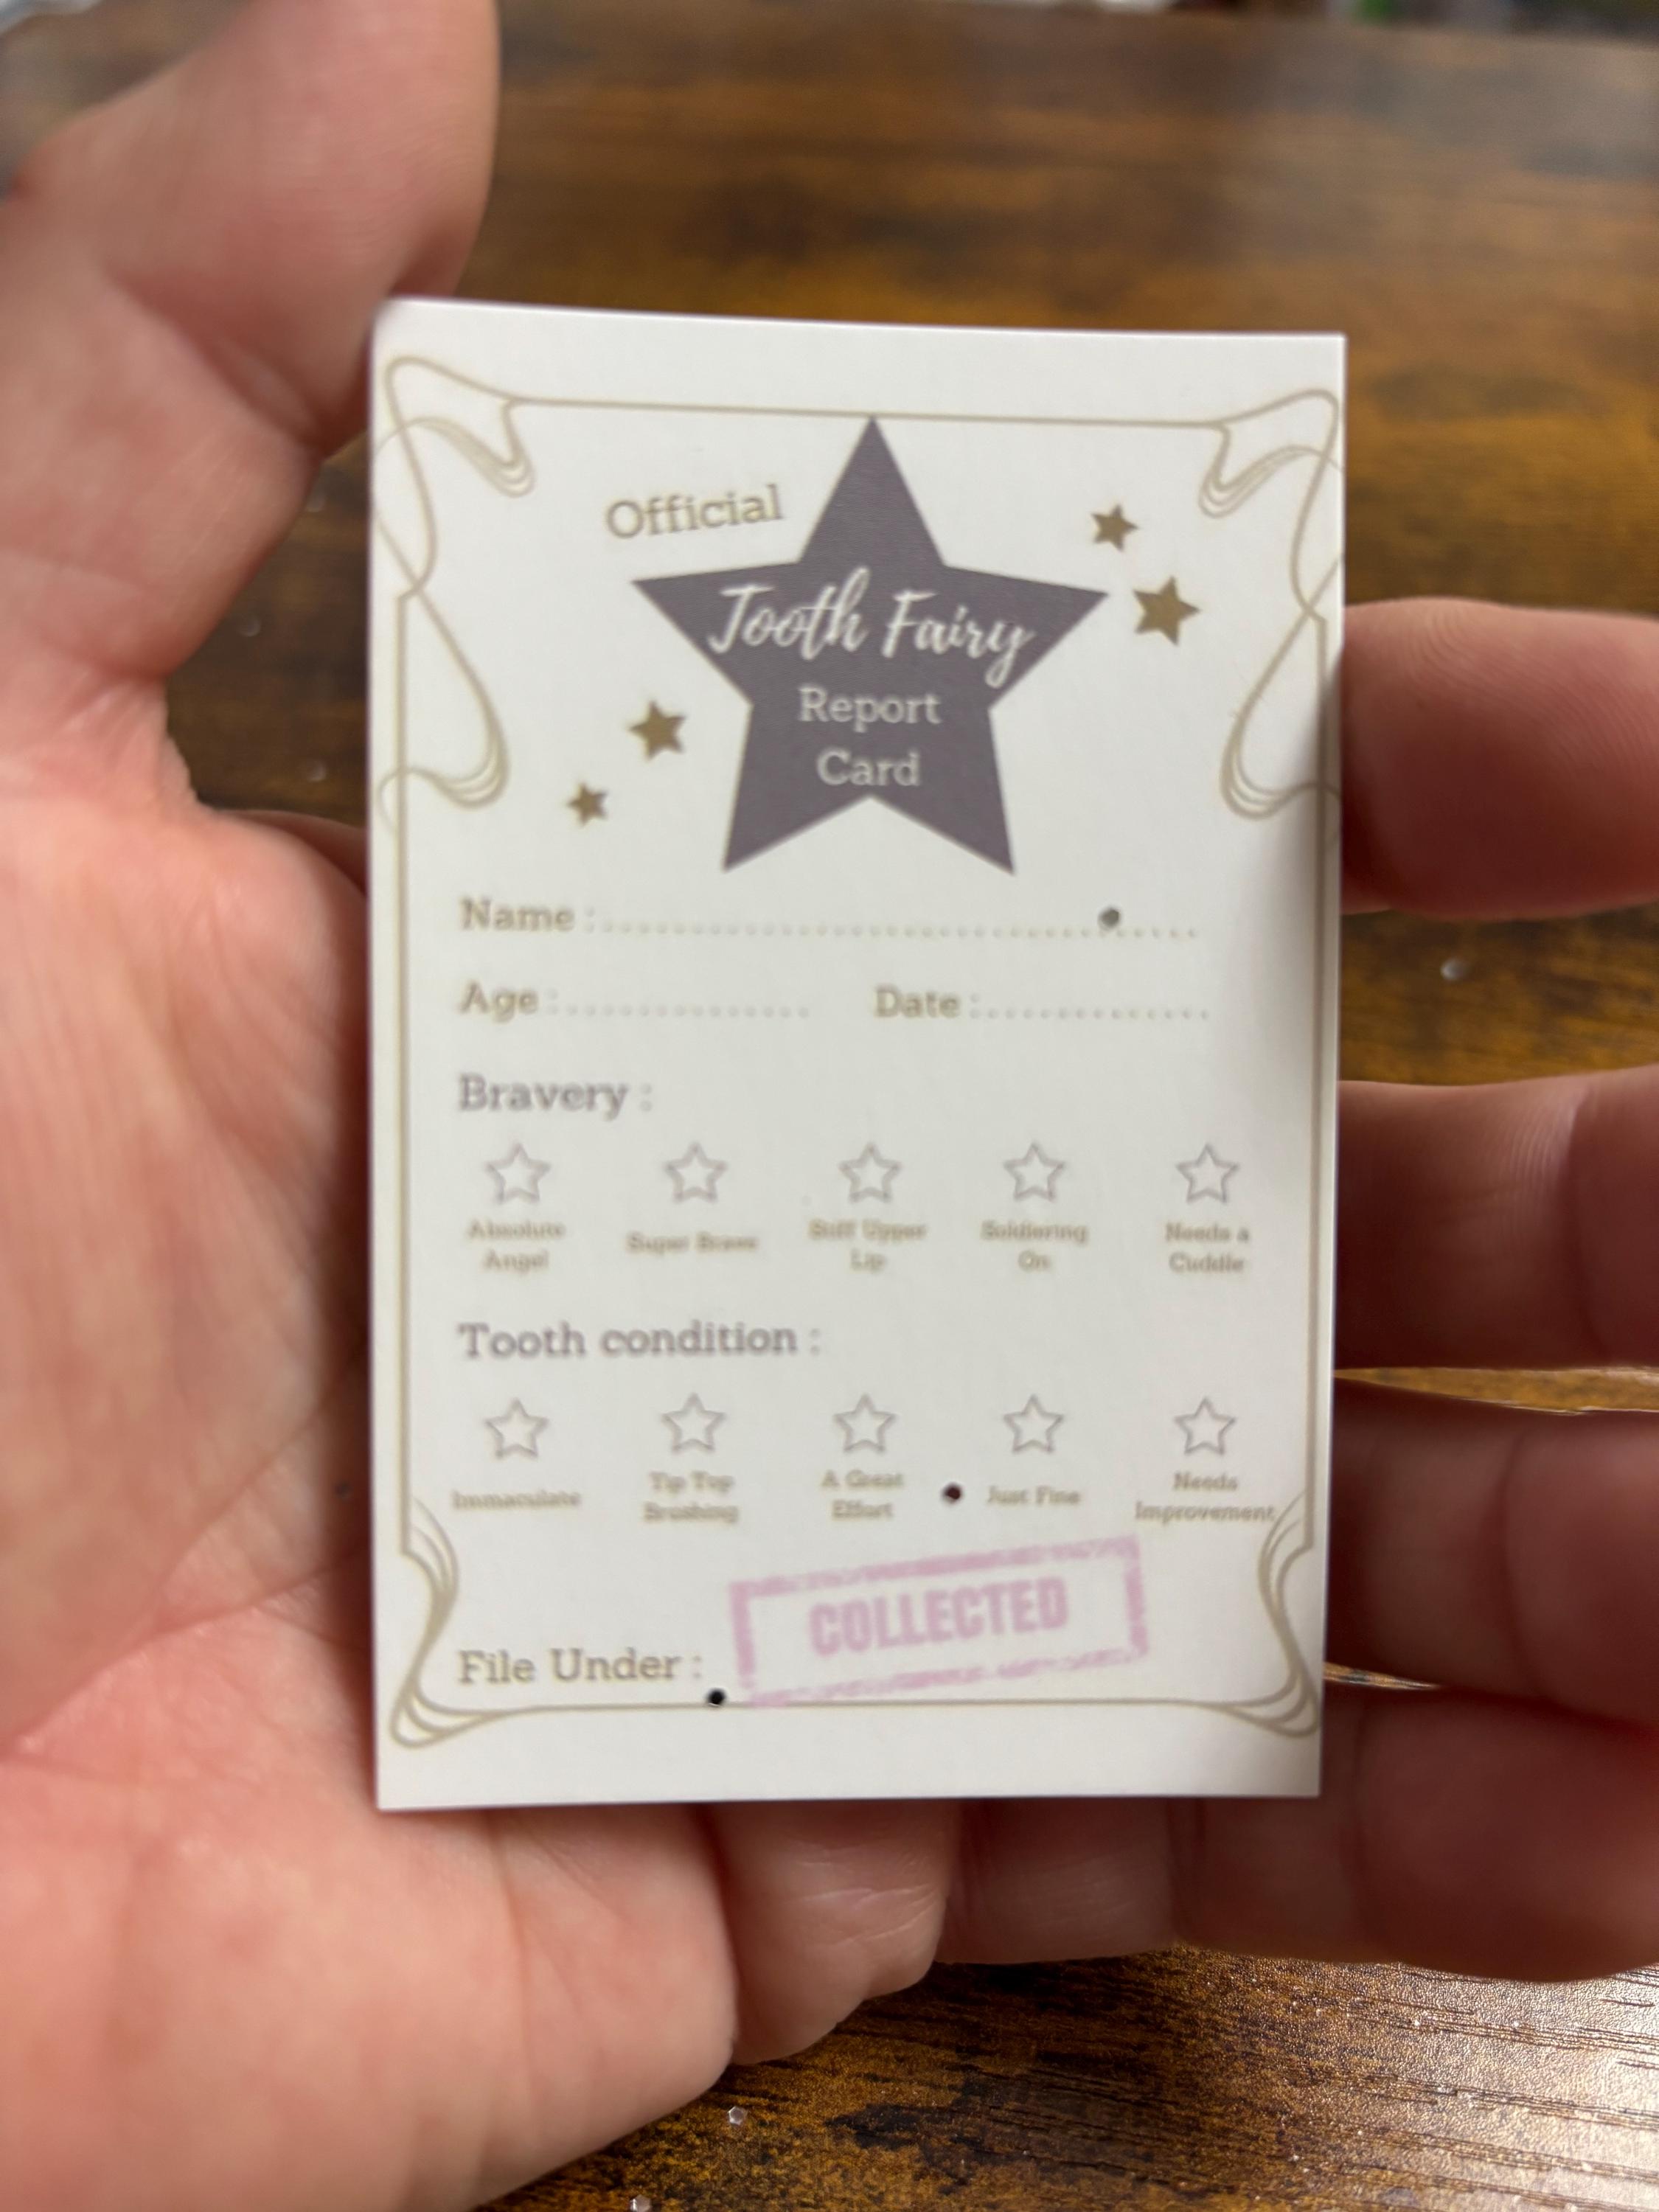 Official
Tooth Fairy
Report
Card
Name :........................................
Age :.............. Date :..............
Bravery :
Absolute Angel
Super Brave
Stiff Upper Lip
Soldiering On
Needs a Cuddle
Tooth condition :
Immaculate
Tip Top Brushing
A Great Effort
Just Fine
Needs Improvement
File Under :
COLLECTED